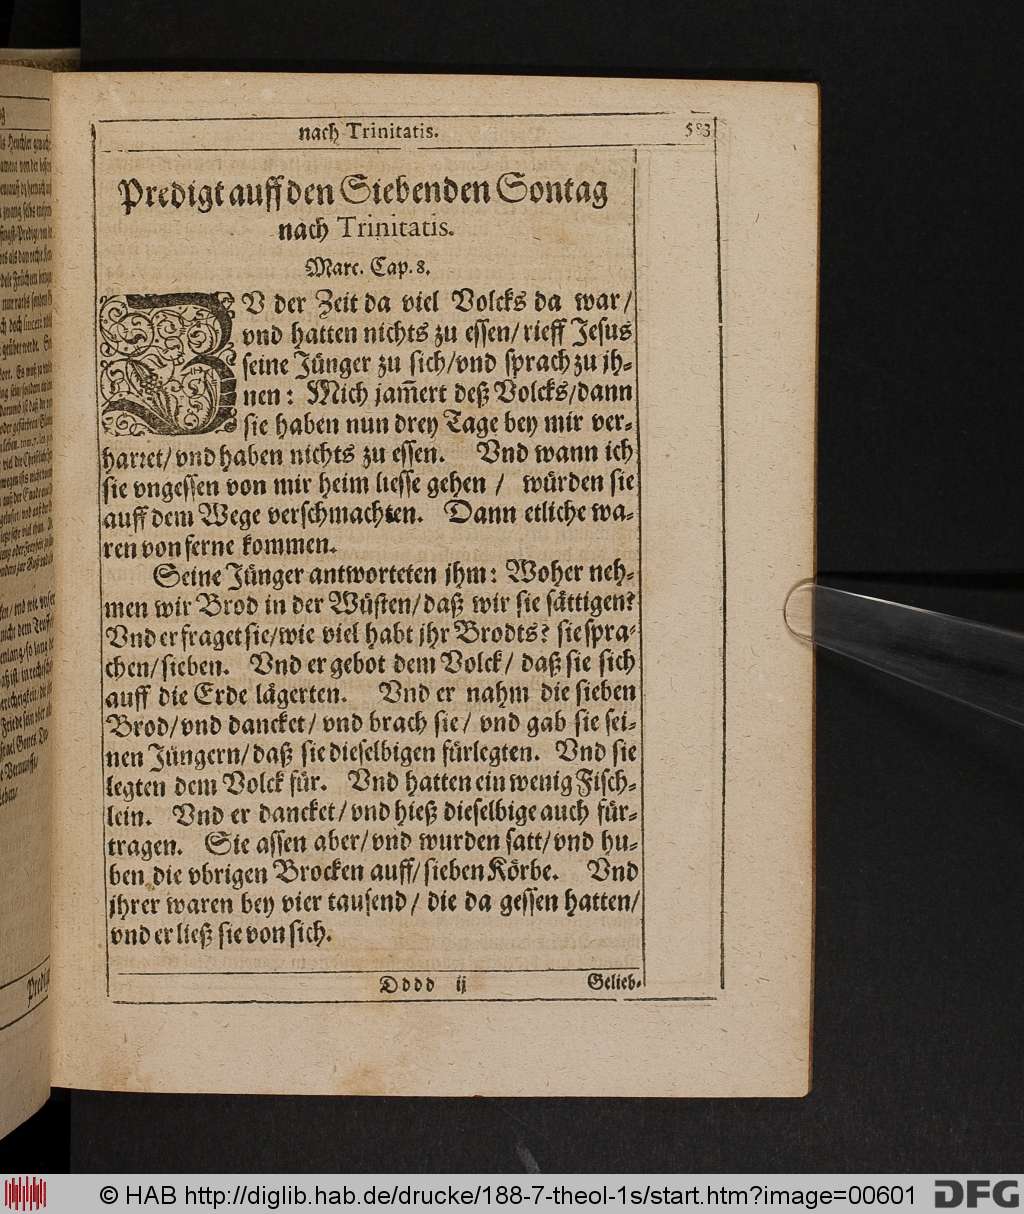 nach Trinitatis. 583
Predigt auff den Siebenden Sontag
nach Trinitatis.
Marc. Cap. 8.
ZV der Zeit da viel Volcks da war/
vnd hatten nichts zu essen/ rieff Jesus
seine Jünger zu sich/ vnd sprach zu jh-
nen: Mich jam̃ert deß Volcks/ dann
sie haben nun drey Tage bey mir ver-
harret/ vnd haben nichts zu essen. Vnd wann ich
sie vngessen von mir heim liesse gehen / würden sie
auff dem Wege verschmachten. Dann etliche wa-
ren von ferne kommen.
Seine Jünger antworteten jhm: Woher neh-
men wir Brod in der Wüsten/ daß wir sie sättigen?
Vnd er fraget sie/ wie viel habt jhr Brodts? sie spra-
chen/ sieben. Vnd er gebot dem Volck/ daß sie sich
auff die Erde lägerten. Vnd er nahm die sieben
Brod/ vnd dancket/ vnd brach sie/ vnd gab sie sei-
nen Jüngern/ daß sie dieselbigen fürlegten. Vnd sie
legten dem Volck für. Vnd hatten ein wenig Fisch-
lein. Vnd er dancket/ vnd hieß dieselbige auch für-
tragen. Sie assen aber/ vnd wurden satt/ vnd hu-
ben die vbrigen Brocken auff/ sieben Körbe. Vnd
jhrer waren bey vier tausend/ die da gessen hatten/
vnd er ließ sie von sich.
Dddd ij Gelieb-
Predigt
© HAB http://diglib.hab.de/drucke/188-7-theol-1s/start.htm?image=00601 DFG